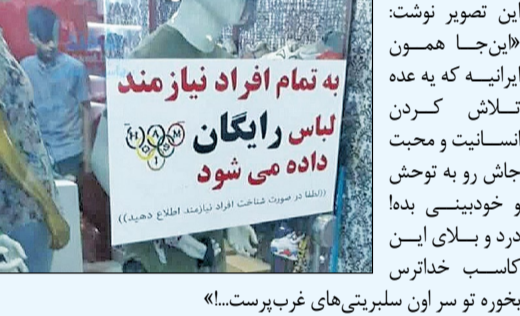 این تصویر نوشت:
«این‌جا همون
ایرانیه که یه عده
تلاش کردن
انسانیت و محبت
جاش رو به توحش
و خودبینی بده!
درد و بلای این
کاسب خداترس
بخوره تو سر اون سلبریتی‌های غرب‌پرست...!»
به تمام افراد نیازمند
لباس رایگان
داده می شود
((لطفا در صورت شناخت افراد نیازمند اطلاع دهید))